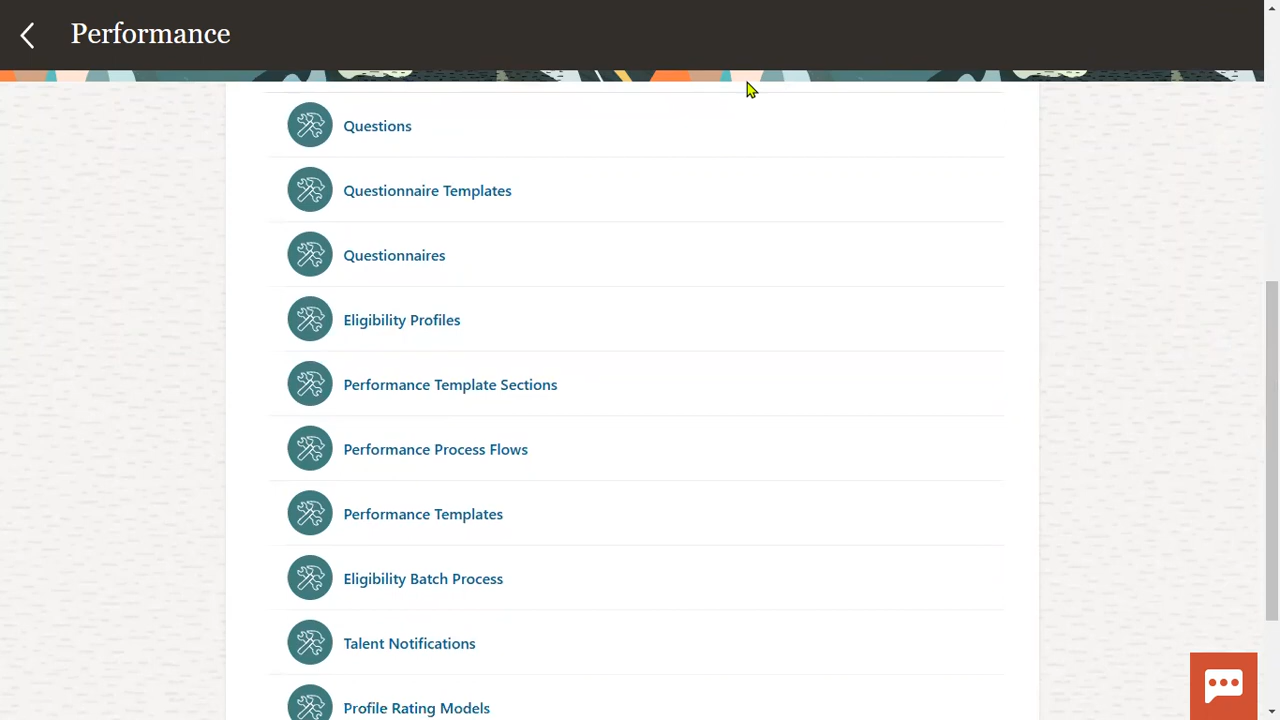 Performance
Questions
Questionnaire Templates
Questionnaires
Eligibility Profiles
Performance Template Sections
Performance Process Flows
Performance Templates
Eligibility Batch Process
Talent Notifications
Profile Rating Models